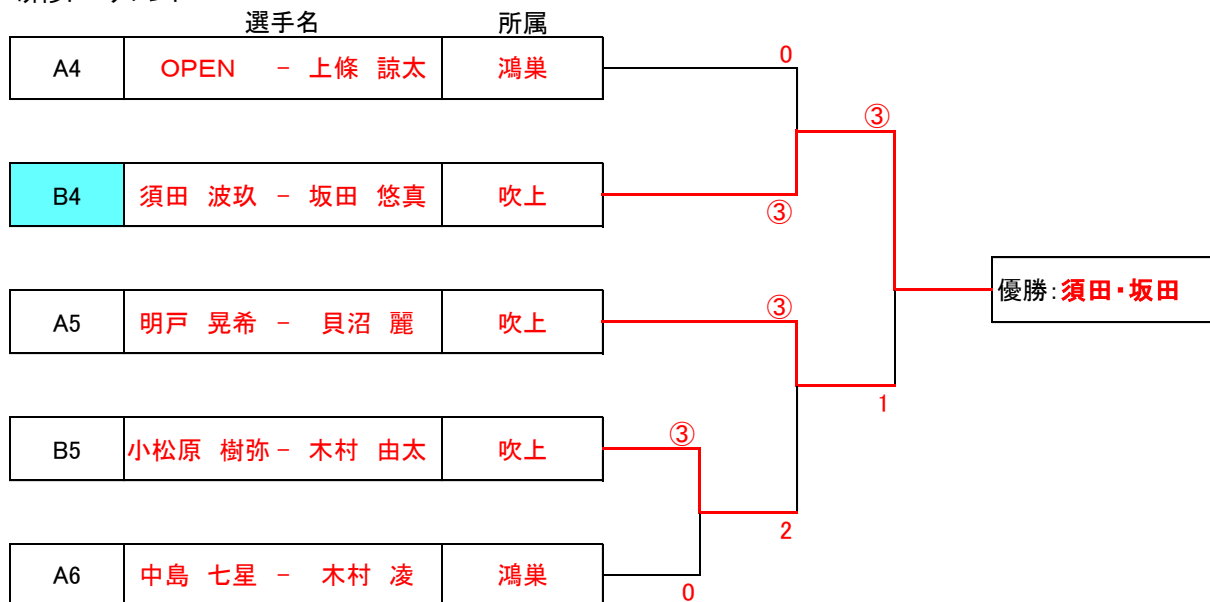 選手名 所属
A4 OPEN - 上條 諒太 鴻巣
0
③
B4 須田 波玖 - 坂田 悠真 吹上
③
優勝:須田・坂田
A5 明戸 晃希 - 貝沼 麗 吹上
③
1
B5 小松原 樹弥 - 木村 由太 吹上
③
2
A6 中島 七星 - 木村 凌 鴻巣
0